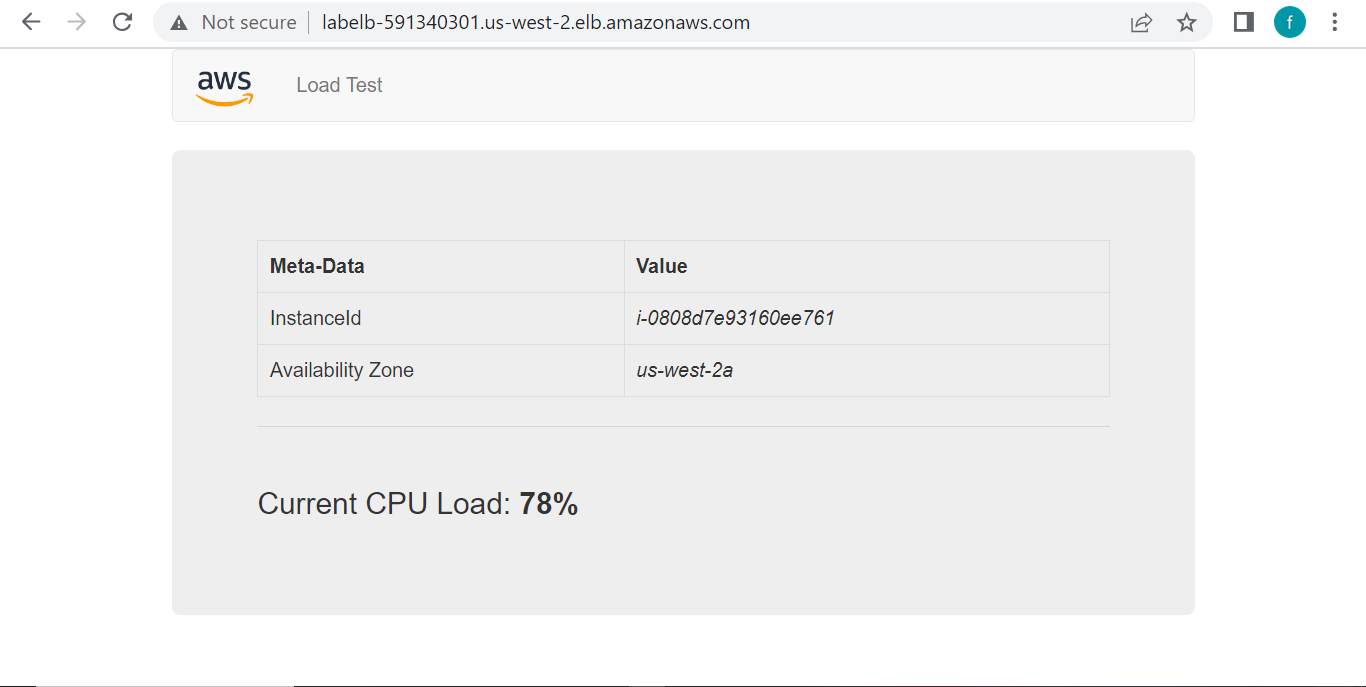 Not secure labelb-591340301.us-west-2.elb.amazonaws.com f
aws Load Test
Meta-Data Value
InstanceId i-0808d7e93160ee761
Availability Zone us-west-2a
Current CPU Load: 78%